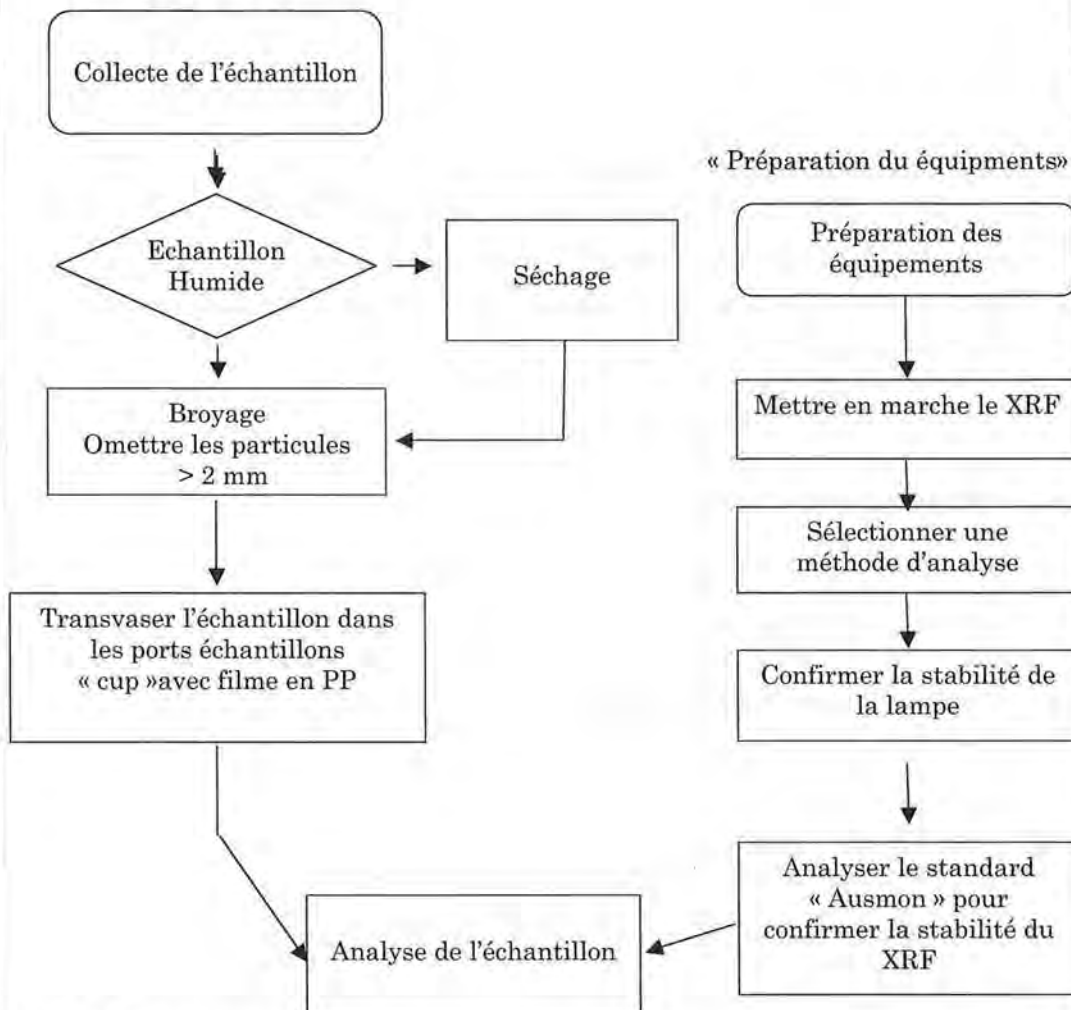 Collecte de l'échantillon
Echantillon
Humide
Séchage
Broyage
Omettre les particules
> 2 mm
Transvaser l'échantillon dans
les ports échantillons
« cup »avec filme en PP
« Préparation du équipments»
Préparation des
équipements
Mettre en marche le XRF
Sélectionner une
méthode d'analyse
Confirmer la stabilité de
la lampe
Analyser le standard
« Ausmon » pour
confirmer la stabilité du
XRF
Analyse de l'échantillon